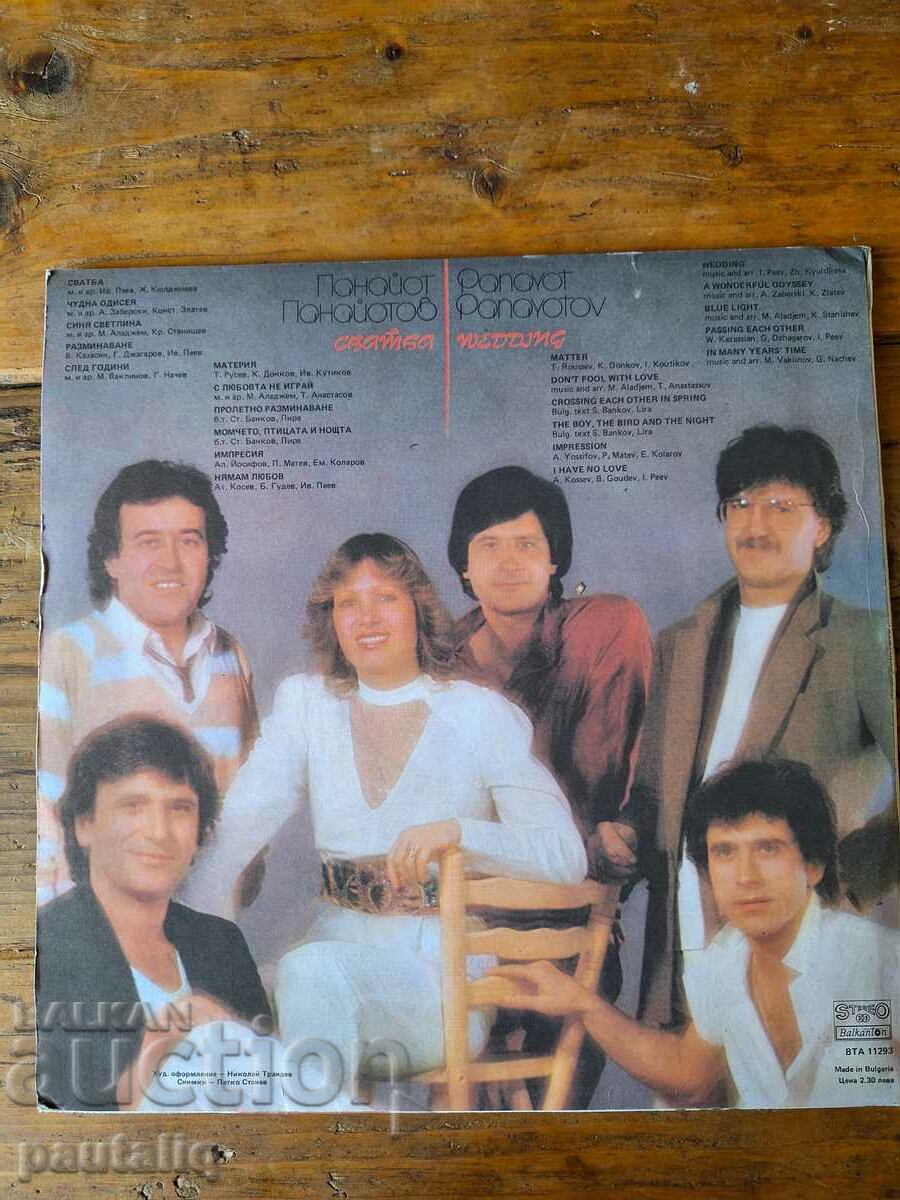 СВАТБА
м. и ар. Ив. Пеев, Ж. Кюлджиева
ЧУДНА ОДИСЕЯ
м. и ар. А. Заберски, Конст. Златев
СИНЯ СВЕТЛИНА
м. и ар. М. Аладжем, Кр. Станишев
РАЗМИНАВАНЕ
В. Казасян, Г. Джагаров, Ив. Пеев
СЛЕД ГОДИНИ
м. и ар. М. Ваклинов, Г. Начев
МАТЕРИЯ
Т. Русев, К. Донков, Ив. Кутиков
С ЛЮБОВТА НЕ ИГРАЙ
м. и ар. М. Аладжем, Т. Анастасов
ПРОЛЕТНО РАЗМИНАВАНЕ
б.т. Ст. Банков, Лира
МОМЧЕТО, ПТИЦАТА И НОЩТА
б.т. Ст. Банков, Лира
ИМПРЕСИЯ
Ал. Йосифов, П. Матев, Ем. Коларов
НЯМАМ ЛЮБОВ
Ат. Косев, Б. Гудев, Ив. Пеев
Панайот
Панайотов
сватба
Panayot
Panayotov
WEDDING
MATTER
T. Roussev, K. Donkov, I. Koutikov
DON'T FOOL WITH LOVE
music and arr. M. Aladjem, T. Anastassov
CROSSING EACH OTHER IN SPRING
Bulg. text S. Bankov, Lira
THE BOY, THE BIRD AND THE NIGHT
Bulg. text S. Bankov, Lira
IMPRESSION
A. Yossifov, P. Matev, E. Kolarov
I HAVE NO LOVE
A. Kossev, B. Goudev, I. Peev
WEDDING
music and arr. I. Peev, Zh. Kyuldjieva
A WONDERFUL ODYSSEY
music and arr. A. Zaberski, K. Zlatev
BLUE LIGHT
music and arr. M. Aladjem, K. Stanishev
PASSING EACH OTHER
W. Kazassian, G. Dzhagarov, I. Peev
IN MANY YEARS' TIME
music and arr. M. Vaklinov, G. Nachev
STEREO
33
Balkanton
BTA 11293
Made in Bulgaria
Цена 2.30 лева
Худ. оформление – Николай Трандев
Снимки – Петко Станев
BALKAN
auction
pautaliq